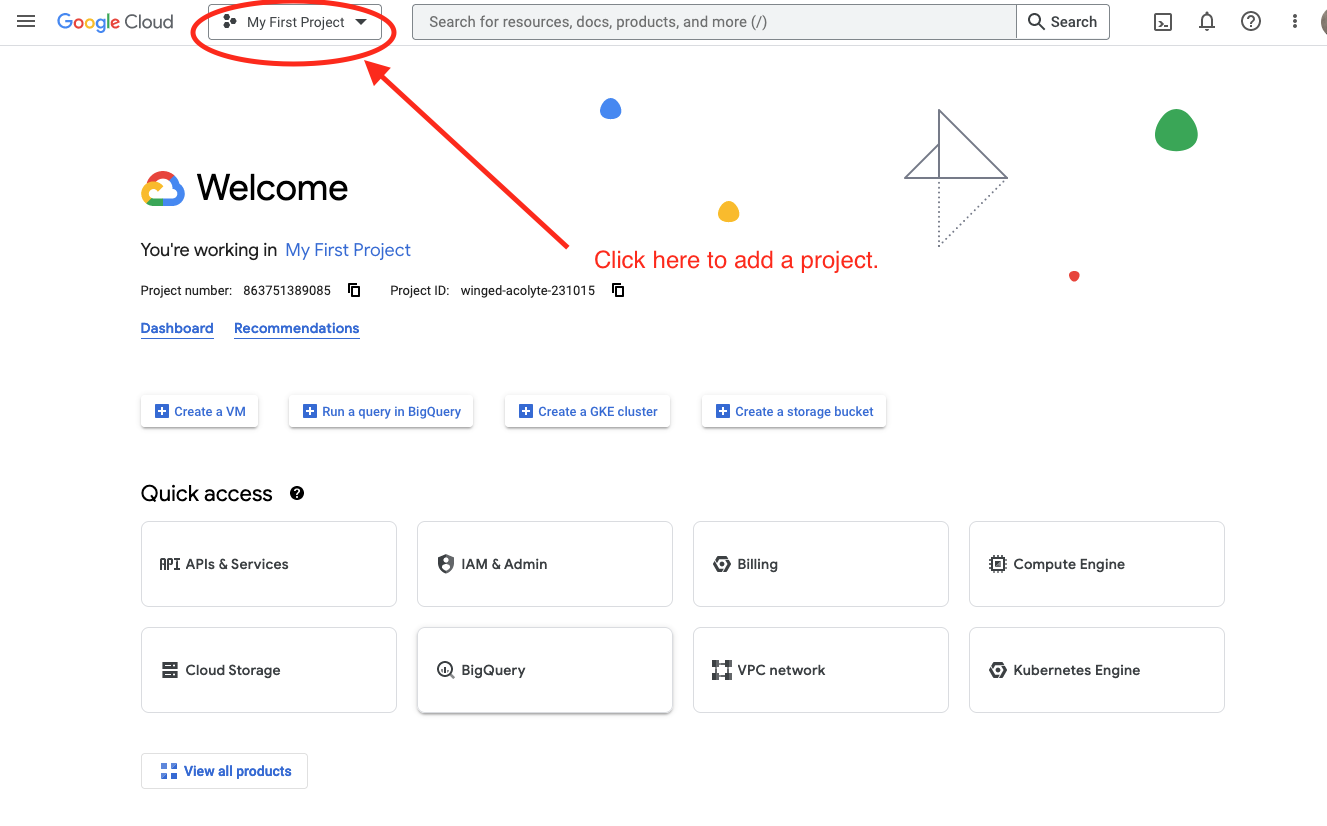 Google Cloud
My First Project
Search for resources, docs, products, and more (/)
Search
Welcome
You're working in My First Project
Click here to add a project.
Project number: 863751389085 Project ID: winged-acolyte-231015
Dashboard Recommendations
Create a VM Run a query in BigQuery Create a GKE cluster Create a storage bucket
Quick access
API APIs & Services IAM & Admin Billing Compute Engine
Cloud Storage BigQuery VPC network Kubernetes Engine
View all products